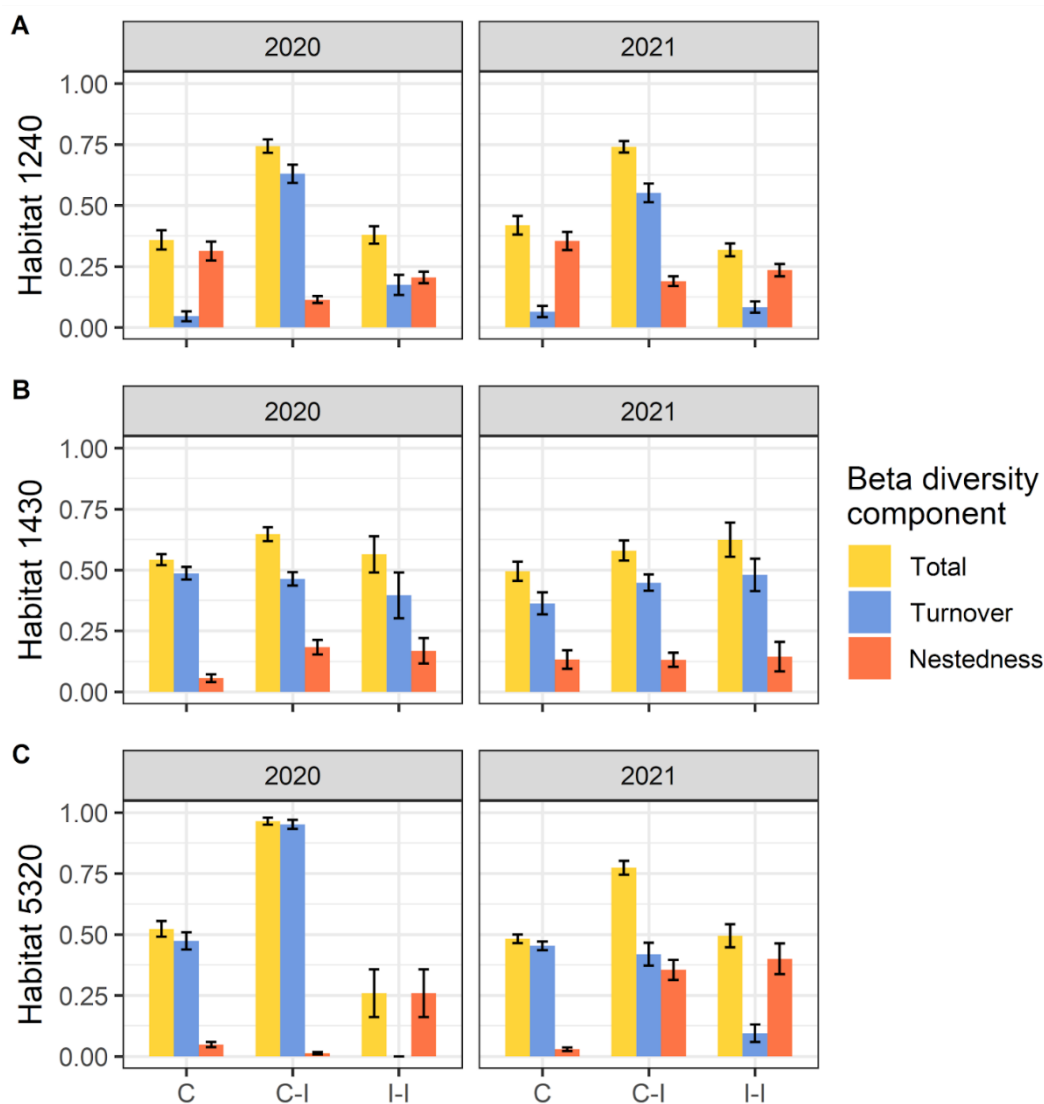 A
2020
2021
Habitat 1240
1.00
0.75
0.50
0.25
0.00
B
2020
2021
Habitat 1430
1.00
0.75
0.50
0.25
0.00
Beta diversity
component
Total
Turnover
Nestedness
C
2020
2021
Habitat 5320
1.00
0.75
0.50
0.25
0.00
C C-I I-I C C-I I-I